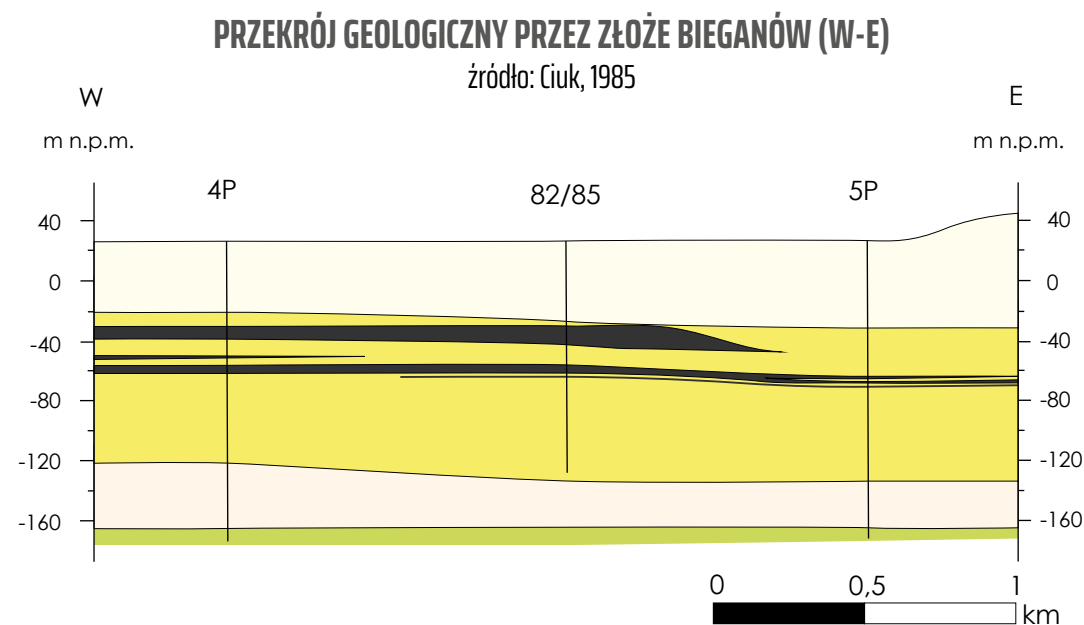 PRZEKRÓJ GEOLOGICZNY PRZEZ ZŁOŻE BIEGANÓW (W-E)
źródło: Ciuk, 1985
W E
m n.p.m. m n.p.m.
4P 82/85 5P
40 40
0 0
-40 -40
-80 -80
-120 -120
-160 -160
0 0,5 1
km